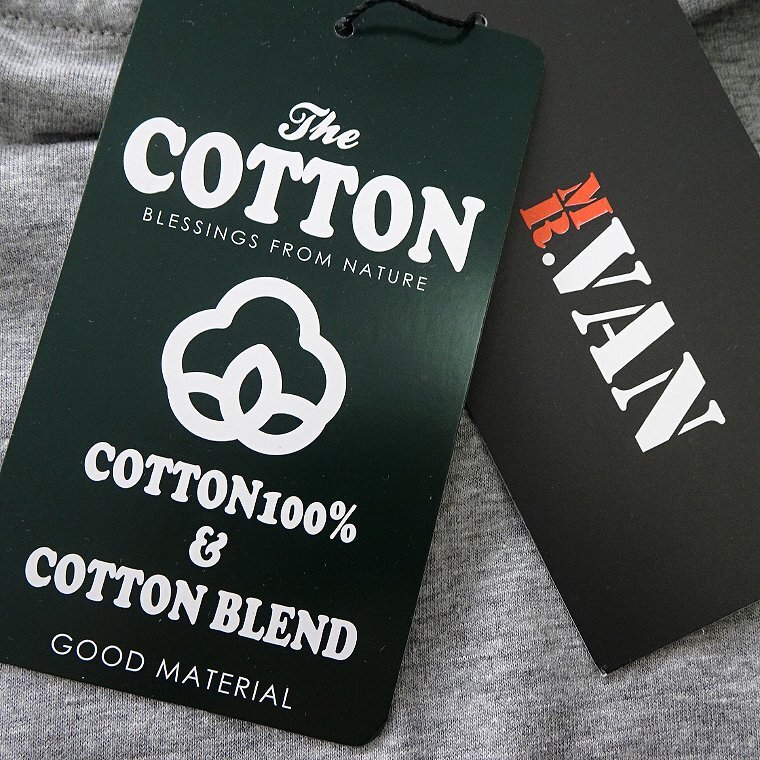 The
COTTON
BLESSINGS FROM NATURE
COTTON100%
&
COTTON BLEND
GOOD MATERIAL
MR.VAN